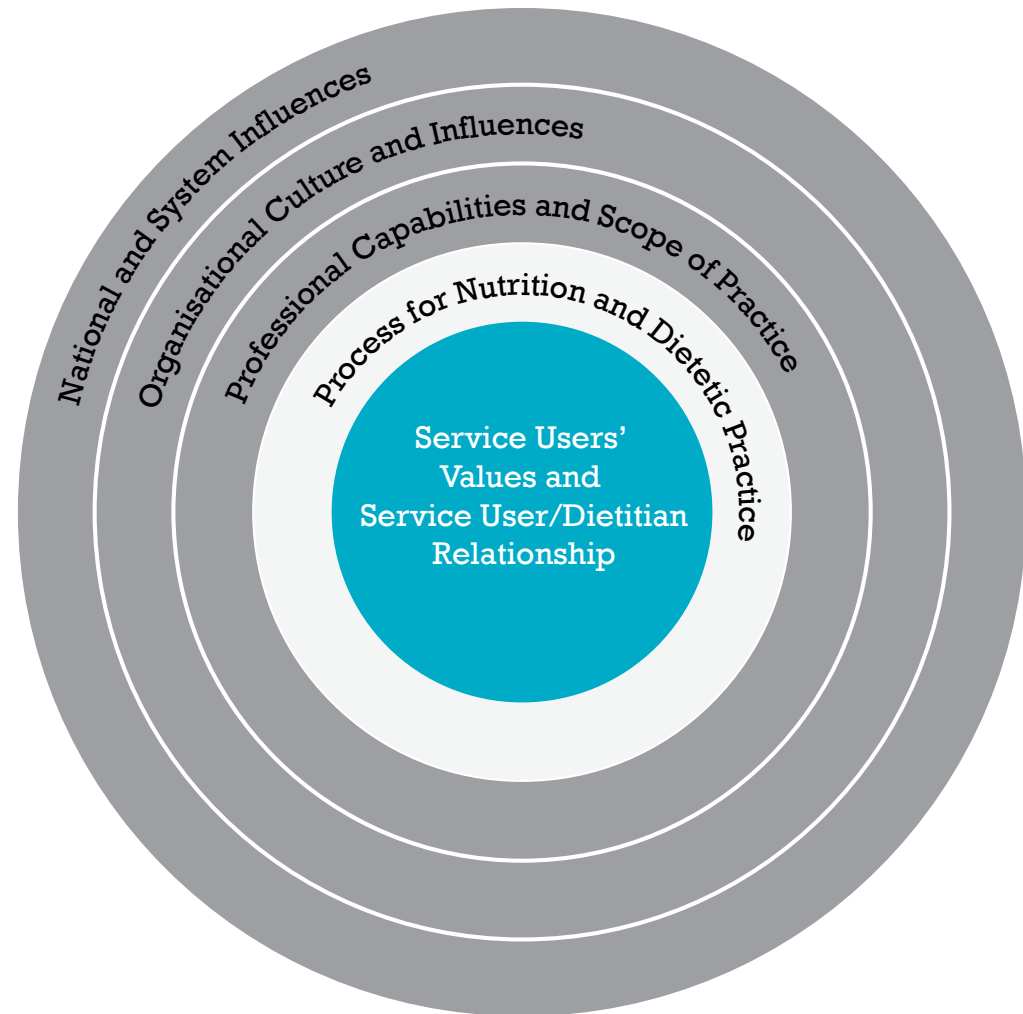 National and System Influences
Organisational Culture and Influences
Professional Capabilities and Scope of Practice
Process for Nutrition and Dietetic Practice
Service Users’
Values and
Service User/Dietitian
Relationship